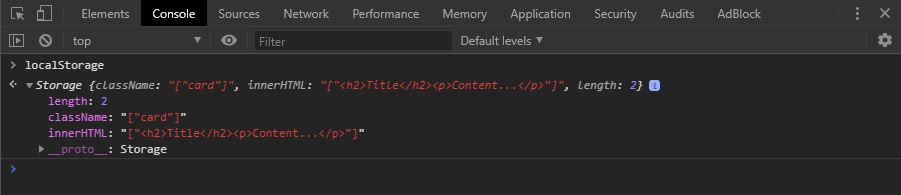 Elements Console Sources Network Performance Memory Application Security Audits AdBlock
top Filter Default levels
localStorage
Storage {className: "["card"]", innerHTML: "["<h2>Title</h2><p>Content...</p>"]", length: 2} i
length: 2
className: "["card"]"
innerHTML: "["<h2>Title</h2><p>Content...</p>"]"
__proto__: Storage